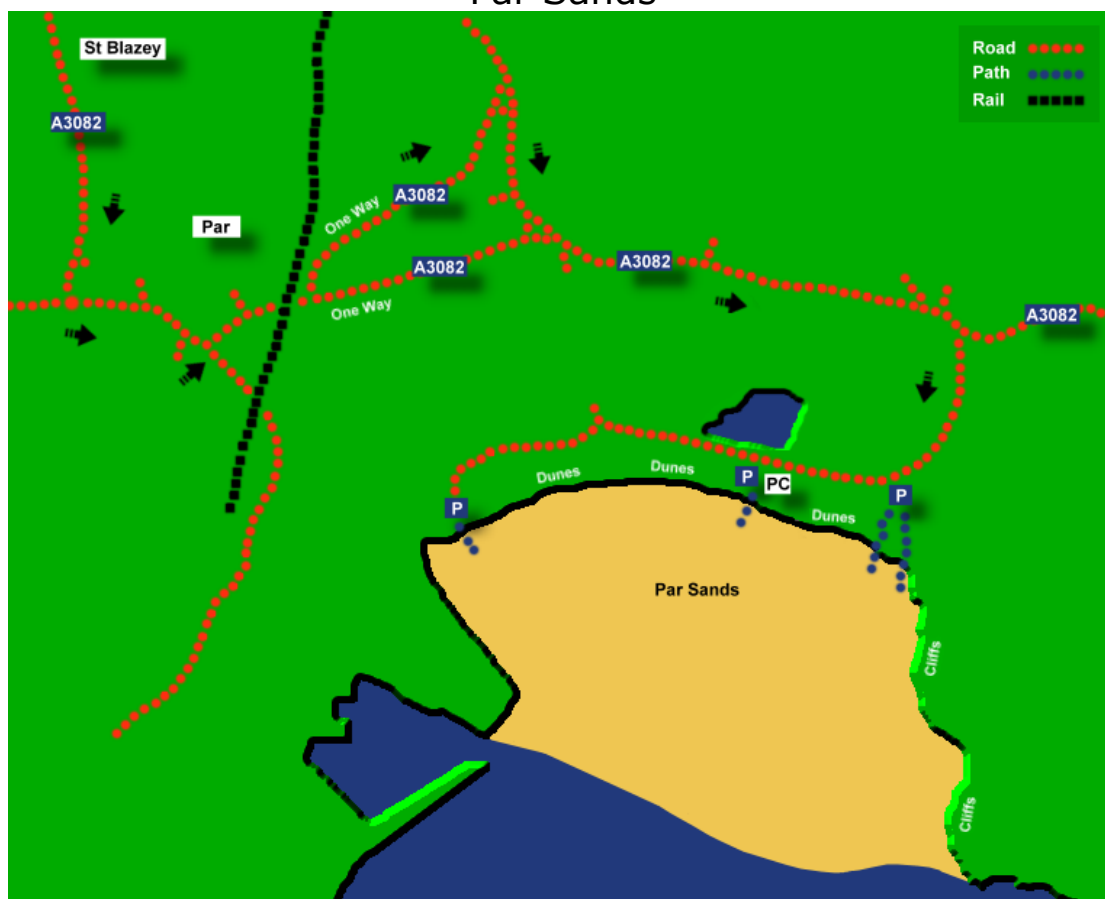 Par Sands
St Blazey
Road
Path
Rail
A3082
A3082
One Way
Par
A3082
A3082
One Way
A3082
Dunes
Dunes
P
PC
P
P
Dunes
Par Sands
Cliffs
Cliffs